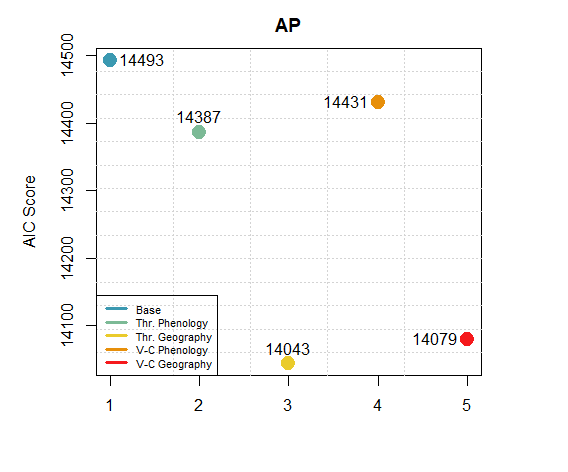 AP
AIC Score
14500
14400
14300
14200
14100
14493
14387
14043
14431
14079
Base
Thr. Phenology
Thr. Geography
V-C Phenology
V-C Geography
1 2 3 4 5